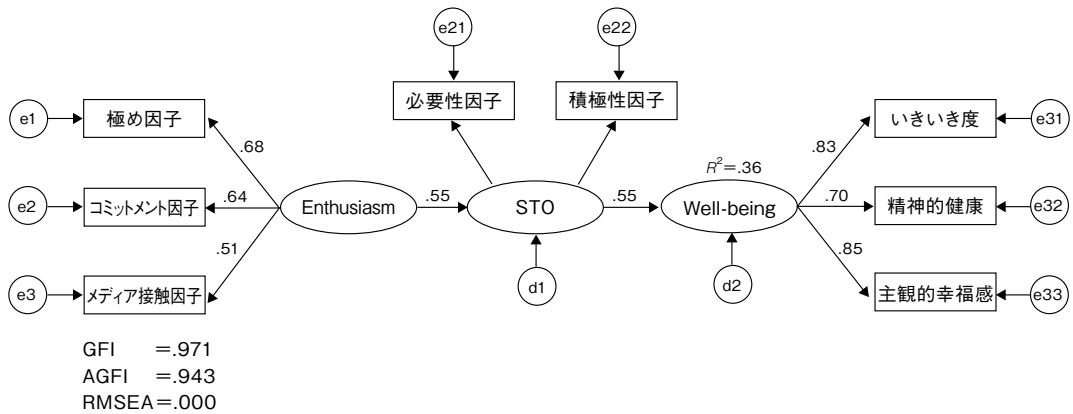 e21
e22
必要性因子
積極性因子
e1
極め因子
いきいき度
e31
.68
.83
R²=.36
e2
コミットメント因子
.64
Enthusiasm
.55
STO
.55
Well-being
.70
精神的健康
e32
.51
.85
e3
メディア接触因子
d1
d2
主観的幸福感
e33
GFI =.971
AGFI =.943
RMSEA=.000